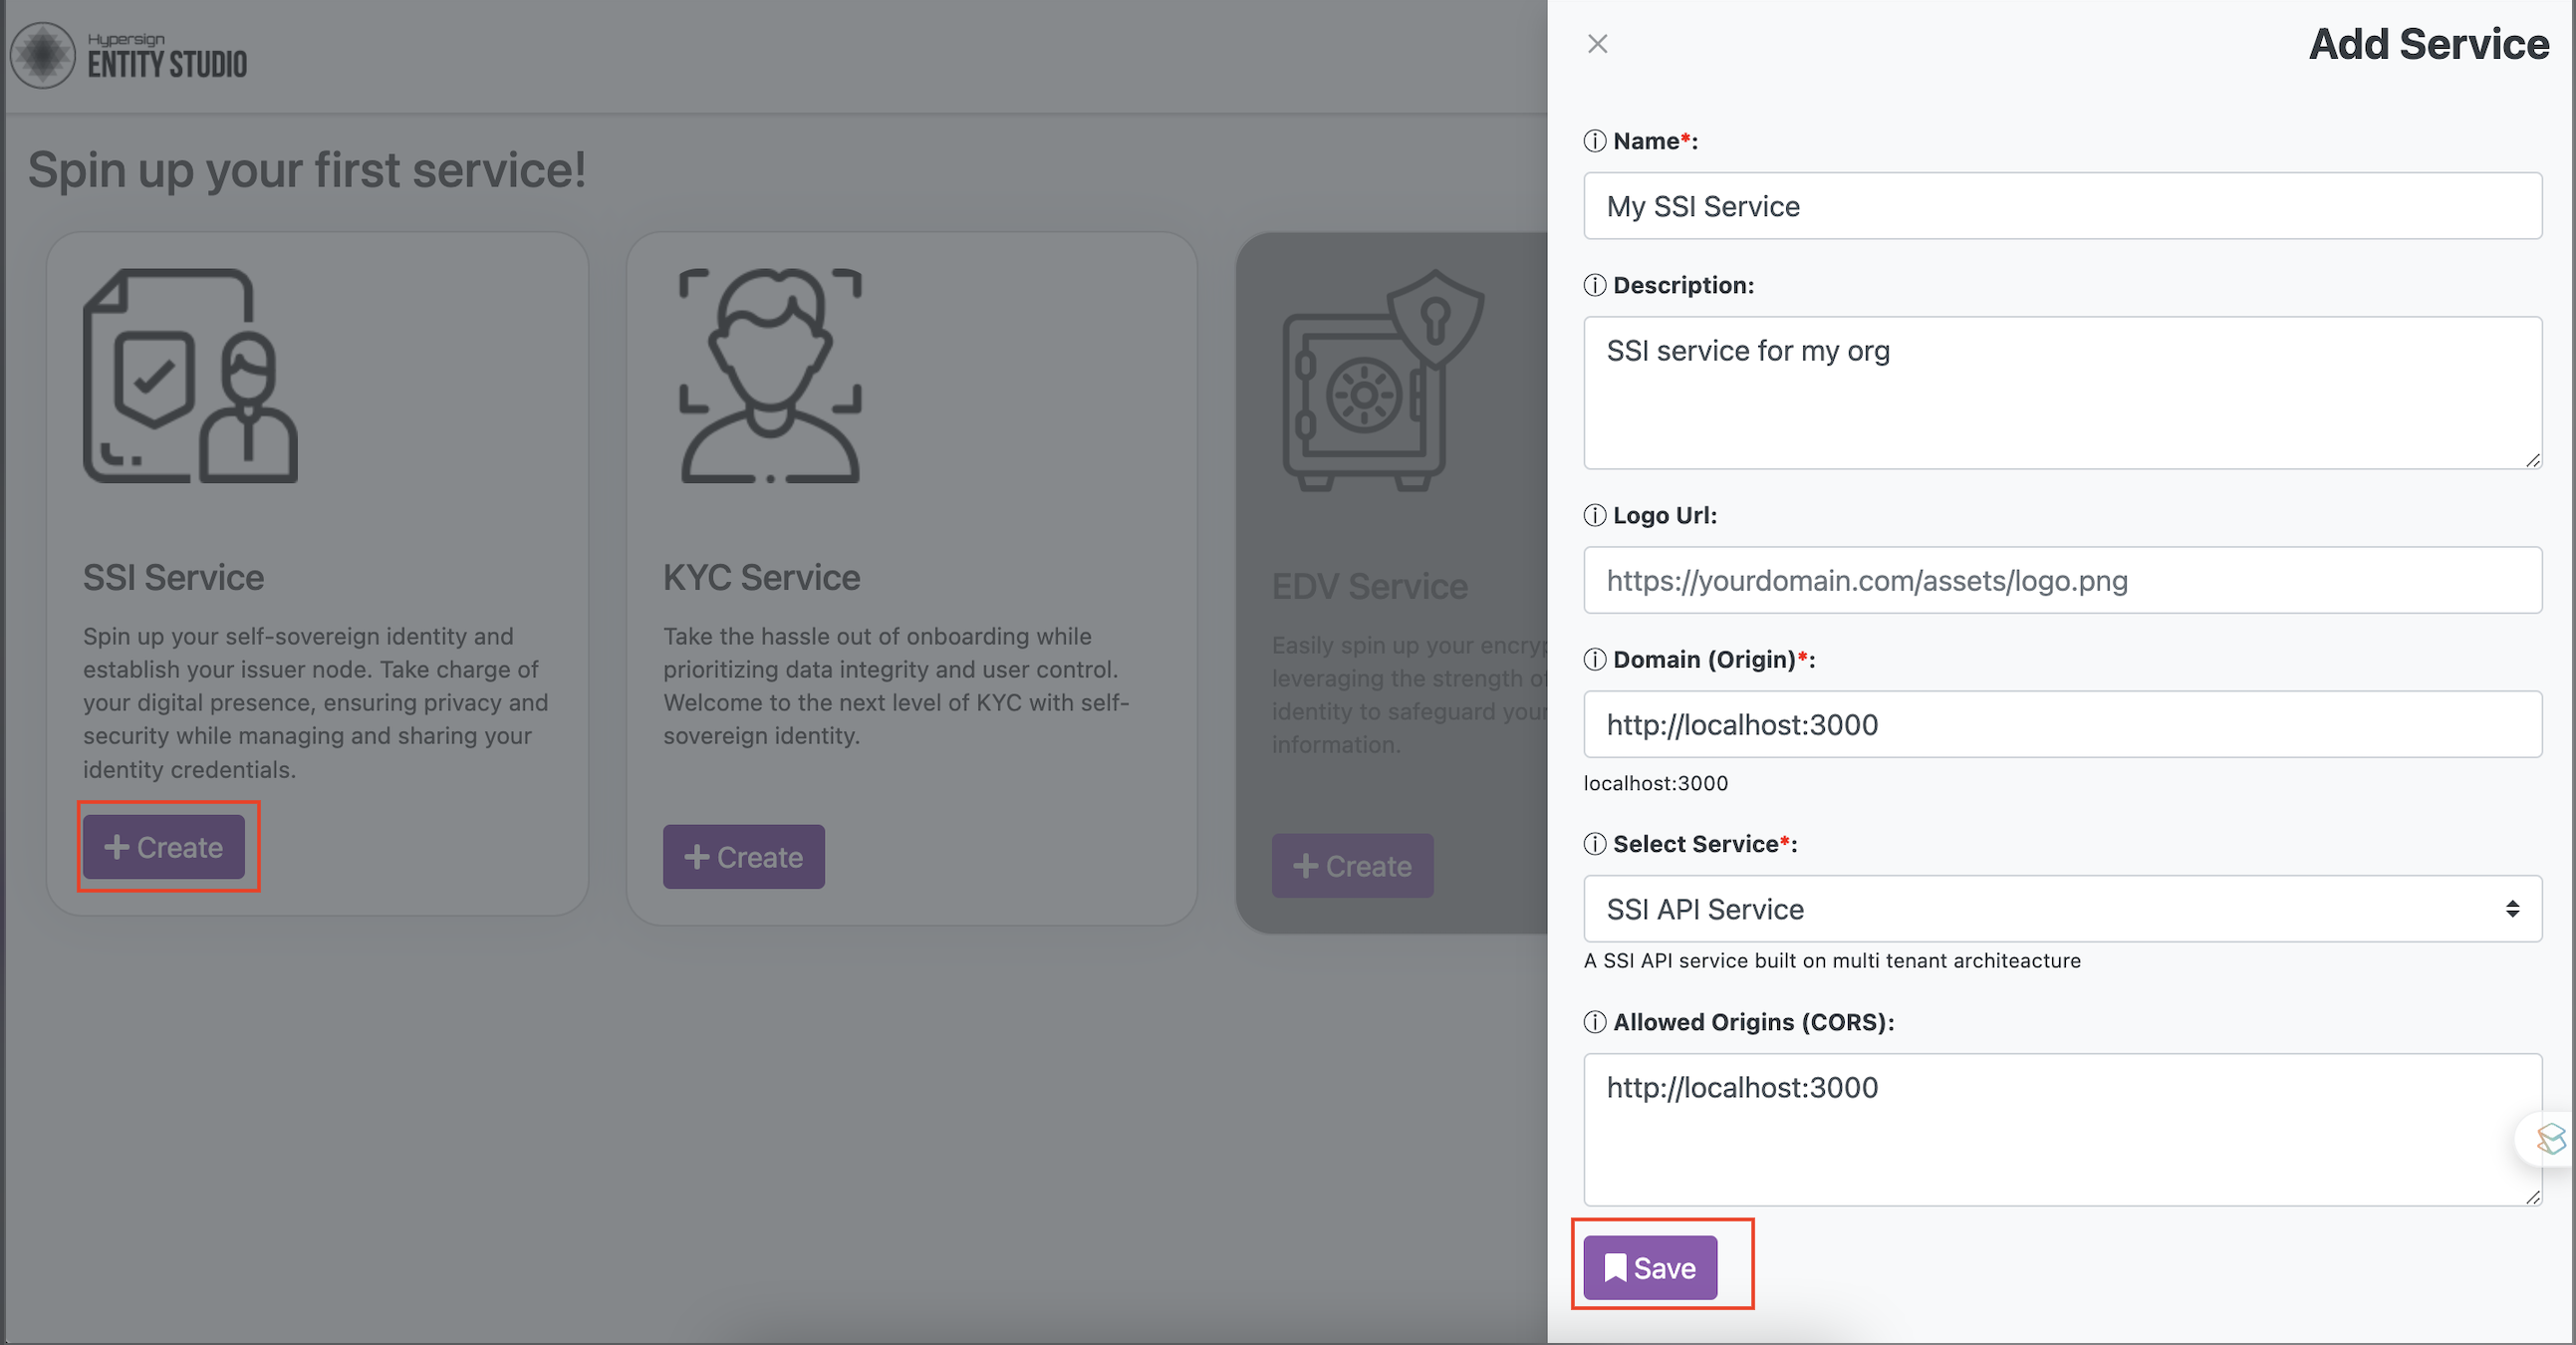 Hypersign
ENTITY STUDIO
Spin up your first service!
SSI Service
Spin up your self-sovereign identity and
establish your issuer node. Take charge of
your digital presence, ensuring privacy and
security while managing and sharing your
identity credentials.
+ Create
KYC Service
Take the hassle out of onboarding while
prioritizing data integrity and user control.
Welcome to the next level of KYC with self-
sovereign identity.
+ Create
EDV Service
Easily spin up your
leveraging the strength
identity to safeguard
information.
+ Create
Add Service
Name*:
My SSI Service
Description:
SSI service for my org
Logo Url:
https://yourdomain.com/assets/logo.png
Domain (Origin)*:
http://localhost:3000
localhost:3000
Select Service*:
SSI API Service
A SSI API service built on multi tenant architeacture
Allowed Origins (CORS):
http://localhost:3000
Save